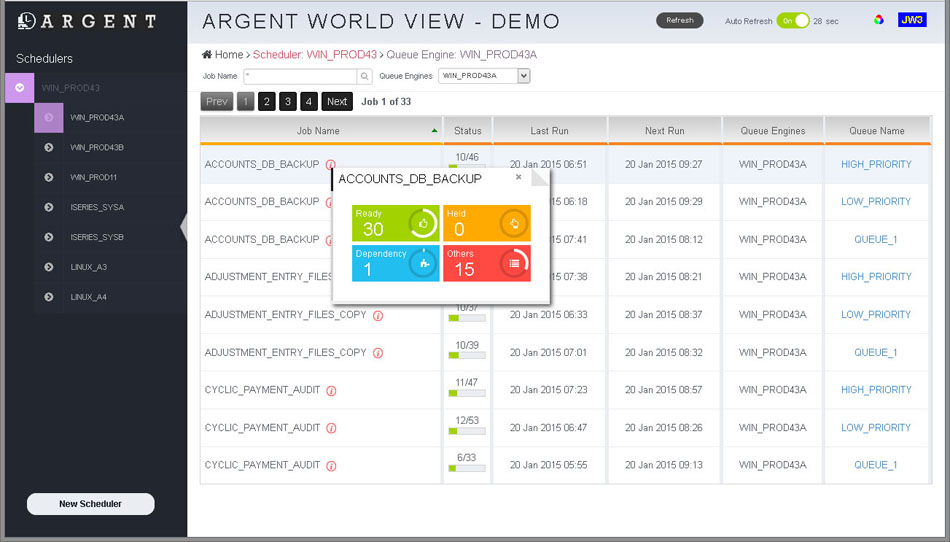 ARGENT
ARGENT WORLD VIEW - DEMO
Refresh
Auto Refresh On 28 sec
JW3
Schedulers
WIN_PROD43
WIN_PROD43A
WIN_PROD43B
WIN_PROD11
ISERIES_SYSA
ISERIES_SYSB
LINUX_A3
LINUX_A4
New Scheduler
Home > Scheduler: WIN_PROD43 > Queue Engine: WIN_PROD43A
Job Name * Queue Engines WIN_PROD43A
Prev 1 2 3 4 Next Job 1 of 33
Job Name Status Last Run Next Run Queue Engines Queue Name
ACCOUNTS_DB_BACKUP 10/46 20 Jan 2015 06:51 20 Jan 2015 09:27 WIN_PROD43A HIGH_PRIORITY
ACCOUNTS_DB_BACKUP 06:18 20 Jan 2015 09:29 WIN_PROD43A LOW_PRIORITY
ACCOUNTS_DB_BACKUP 07:41 20 Jan 2015 08:12 WIN_PROD43A QUEUE_1
ADJUSTMENT_ENTRY_FILES 07:38 20 Jan 2015 08:21 WIN_PROD43A HIGH_PRIORITY
ADJUSTMENT_ENTRY_FILES_COPY 10/37 20 Jan 2015 06:33 20 Jan 2015 08:37 WIN_PROD43A LOW_PRIORITY
ADJUSTMENT_ENTRY_FILES_COPY 10/39 20 Jan 2015 07:01 20 Jan 2015 08:32 WIN_PROD43A QUEUE_1
CYCLIC_PAYMENT_AUDIT 11/47 20 Jan 2015 07:23 20 Jan 2015 08:57 WIN_PROD43A HIGH_PRIORITY
CYCLIC_PAYMENT_AUDIT 12/53 20 Jan 2015 06:47 20 Jan 2015 08:26 WIN_PROD43A LOW_PRIORITY
CYCLIC_PAYMENT_AUDIT 6/33 20 Jan 2015 05:55 20 Jan 2015 09:13 WIN_PROD43A QUEUE_1
ACCOUNTS_DB_BACKUP ×
Ready
30
Held
0
Dependency
1
Others
15